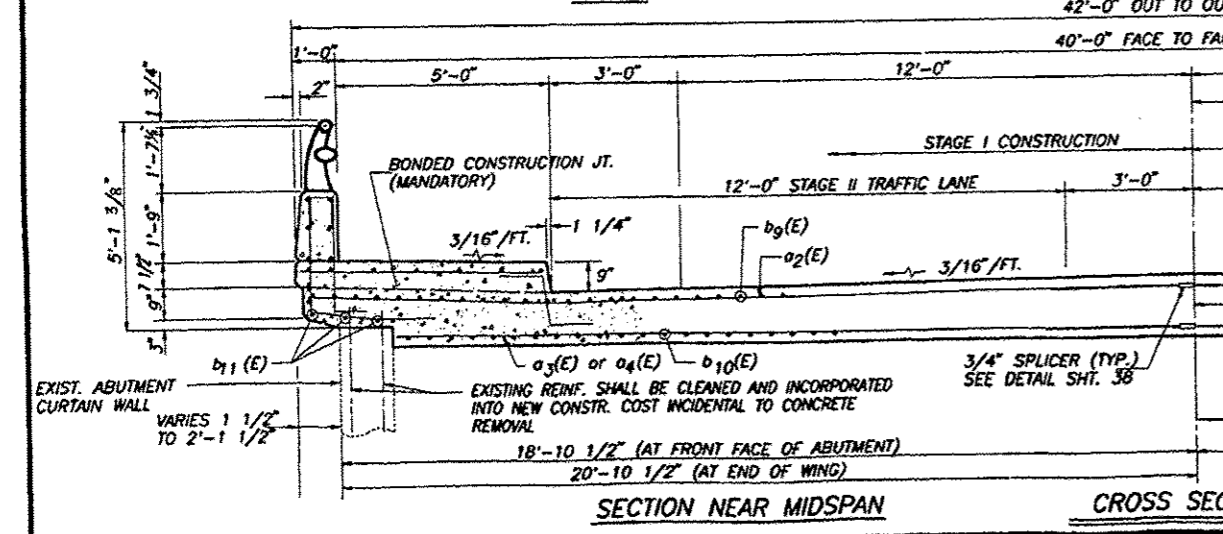 42'-0" OUT TO OU
40'-0" FACE TO FA
1'-0"
5'-0"
3'-0"
12'-0"
2"
1 3/4"
STAGE I CONSTRUCTION
BONDED CONSTRUCTION JT.
(MANDATORY)
12'-0" STAGE II TRAFFIC LANE
3'-0"
5'-1 3/8"
1'-9"
3/16"/FT.
1 1/4"
b9(E)
a2(E)
9"
3/16"/FT.
7 1/2"
9"
3"
b11(E)
a3(E) or a4(E)
b10(E)
3/4" SPLICER (TYP.)
SEE DETAIL SHT. 38
EXIST. ABUTMENT
CURTAIN WALL
EXISTING REINF. SHALL BE CLEANED AND INCORPORATED
INTO NEW CONSTR. COST INCIDENTAL TO CONCRETE
REMOVAL
VARIES 1 1/2"
TO 2'-1 1/2"
18'-10 1/2" (AT FRONT FACE OF ABUTMENT)
20'-10 1/2" (AT END OF WING)
SECTION NEAR MIDSPAN
CROSS SEC